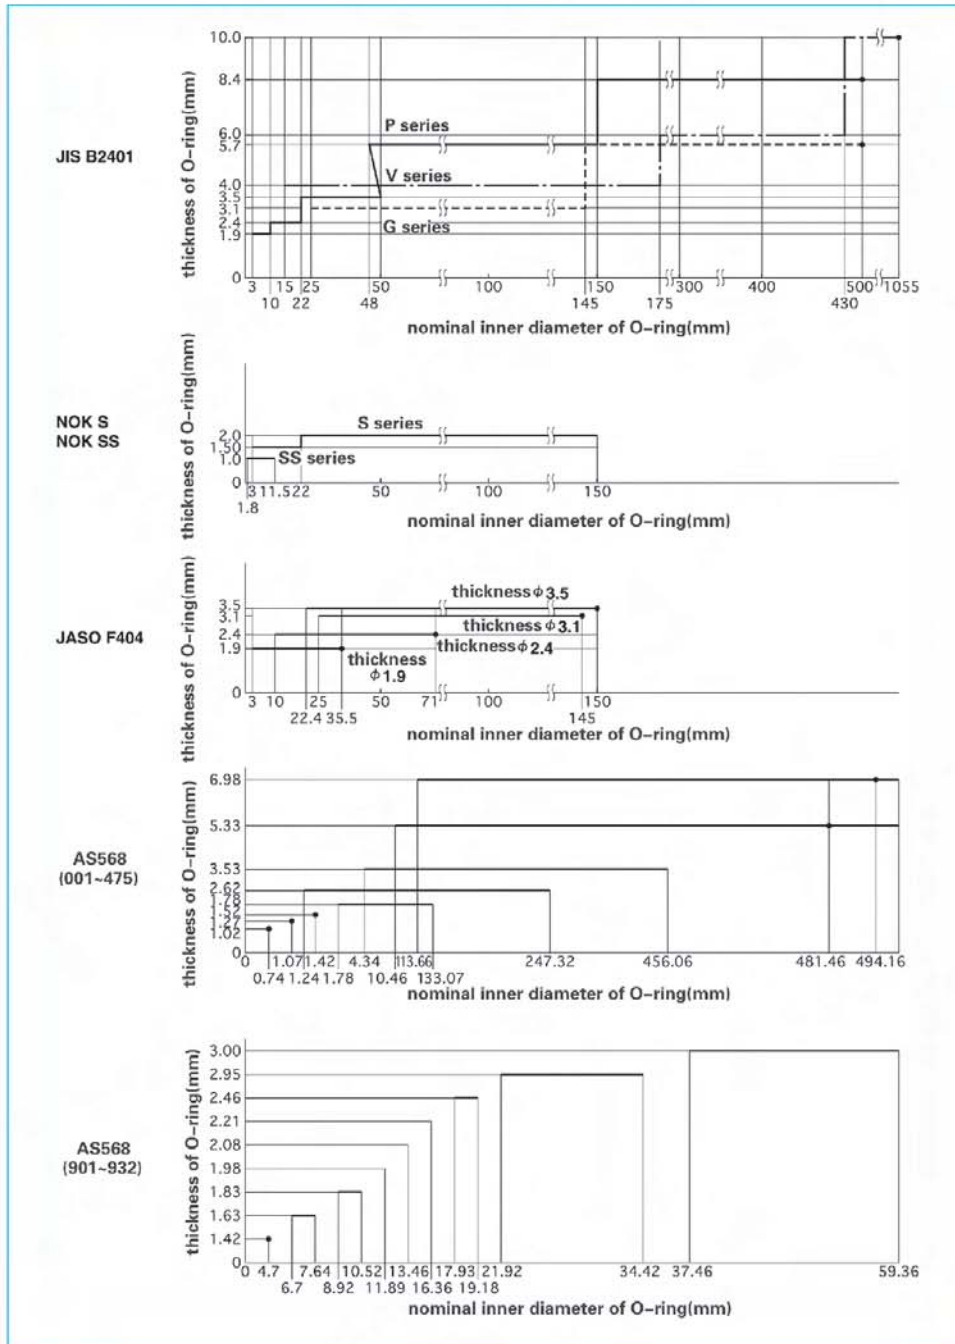 JIS B2401
thickness of O-ring(mm)
10.0
8.4
6.0
5.7
4.0
3.5
3.1
2.4
1.9
0
P series
V series
G series
3 15 25 50 100 150 300 400 500 1055
10 22 48 145 175 430
nominal inner diameter of O-ring(mm)
NOK S
NOK SS
thickness of O-ring(mm)
2.0
1.50
1.0
0
S series
SS series
3 11.5 22 50 100 150
1.8
nominal inner diameter of O-ring(mm)
JASO F404
thickness of O-ring(mm)
3.5
3.1
2.4
1.9
0
thickness φ 3.5
thickness φ 3.1
thickness φ 2.4
thickness
φ 1.9
3 10 25 50 71 100 150
22.4 35.5 145
nominal inner diameter of O-ring(mm)
AS568
(001~475)
thickness of O-ring(mm)
6.98
5.33
3.53
2.62
1.78
1.52
1.27
1.02
0
0 1.07 1.42 4.34 113.66 247.32 456.06 481.46 494.16
0.74 1.24 1.78 10.46 133.07
nominal inner diameter of O-ring(mm)
AS568
(901~932)
thickness of O-ring(mm)
3.00
2.95
2.46
2.21
2.08
1.98
1.83
1.63
1.42
0
0 4.7 7.64 10.52 13.46 17.93 21.92 34.42 37.46 59.36
6.7 8.92 11.89 16.36 19.18
nominal inner diameter of O-ring(mm)